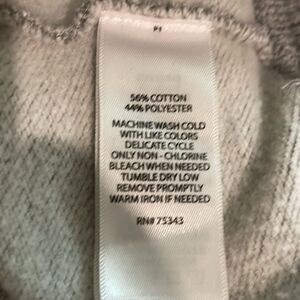 56% COTTON
44% POLYESTER
MACHINE WASH COLD
WITH LIKE COLORS
DELICATE CYCLE
ONLY NON - CHLORINE
BLEACH WHEN NEEDED
TUMBLE DRY LOW
REMOVE PROMPTLY
WARM IRON IF NEEDED
RN# 75343